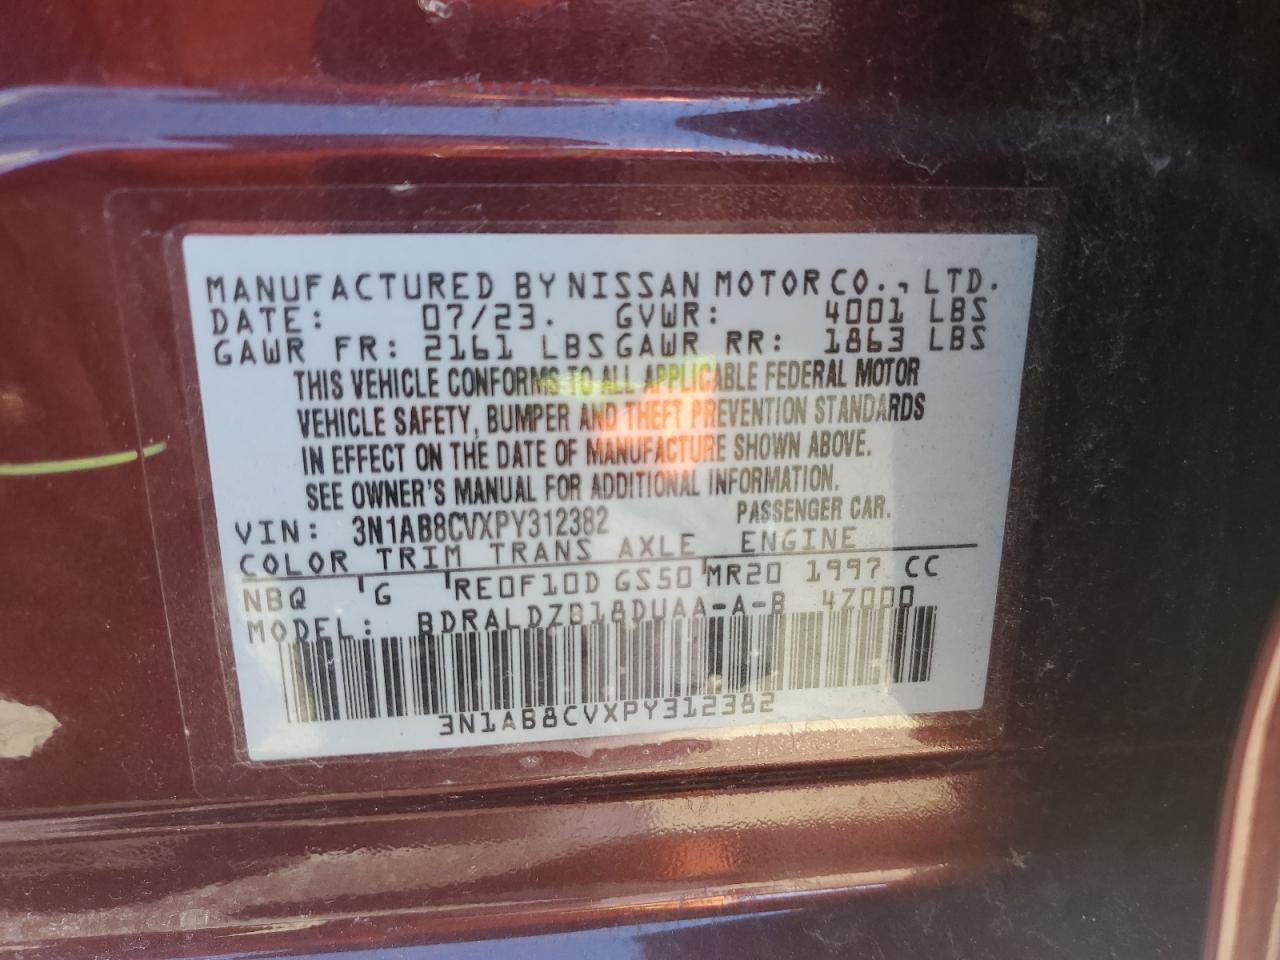 MANUFACTURED BY NISSAN MOTOR CO., LTD.
DATE: 07/23. GVWR: 4001 LBS
GAWR FR: 2161 LBS GAWR RR: 1863 LBS
THIS VEHICLE CONFORMS TO ALL APPLICABLE FEDERAL MOTOR
VEHICLE SAFETY, BUMPER AND THEFT PREVENTION STANDARDS
IN EFFECT ON THE DATE OF MANUFACTURE SHOWN ABOVE.
SEE OWNER'S MANUAL FOR ADDITIONAL INFORMATION.
VIN: 3N1AB8CVXPY312382 PASSENGER CAR.
COLOR TRIM TRANS AXLE ENGINE
NBQ G RE0F10D GS50 MR20 1997 CC
MODEL: BDRALDZB18DUAA-A-B 4Z000
3N1AB8CVXPY312382